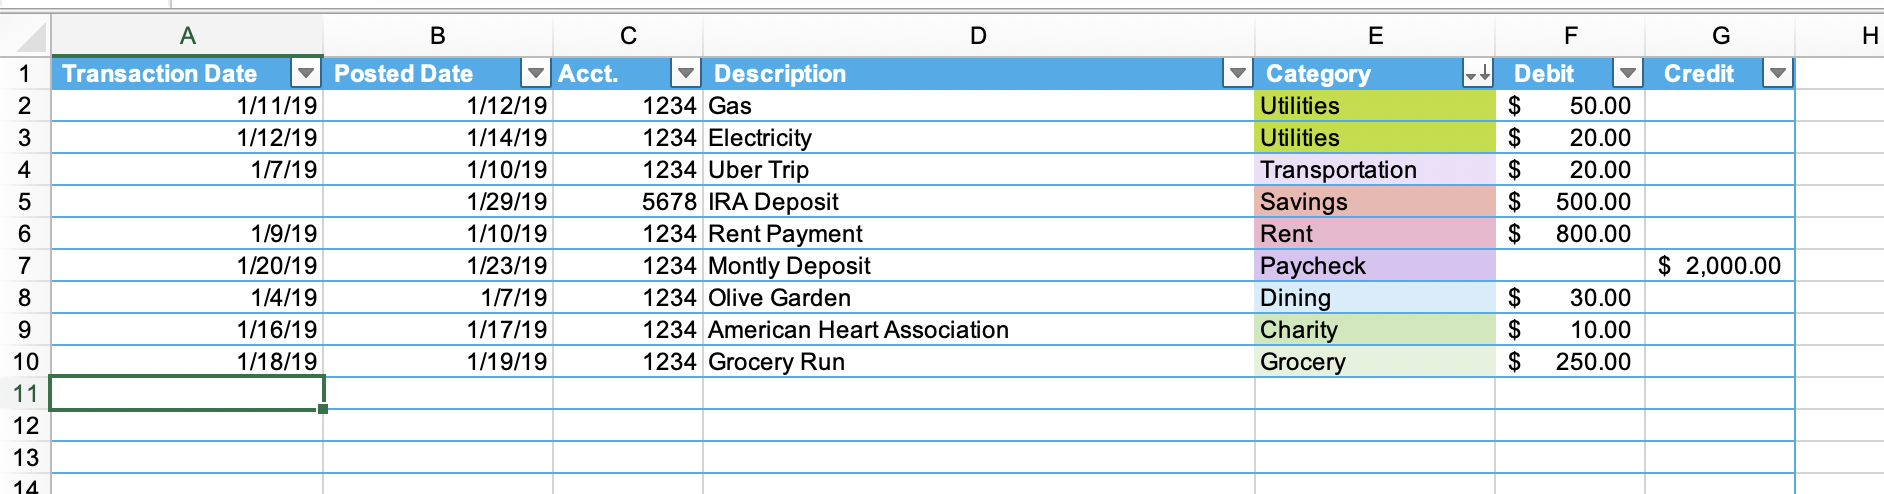 A B C D E F G H
1 Transaction Date Posted Date Acct. Description Category Debit Credit
2 1/11/19 1/12/19 1234 Gas Utilities $ 50.00
3 1/12/19 1/14/19 1234 Electricity Utilities $ 20.00
4 1/7/19 1/10/19 1234 Uber Trip Transportation $ 20.00
5 1/29/19 5678 IRA Deposit Savings $ 500.00
6 1/9/19 1/10/19 1234 Rent Payment Rent $ 800.00
7 1/20/19 1/23/19 1234 Montly Deposit Paycheck $ 2,000.00
8 1/4/19 1/7/19 1234 Olive Garden Dining $ 30.00
9 1/16/19 1/17/19 1234 American Heart Association Charity $ 10.00
10 1/18/19 1/19/19 1234 Grocery Run Grocery $ 250.00
11
12
13
14